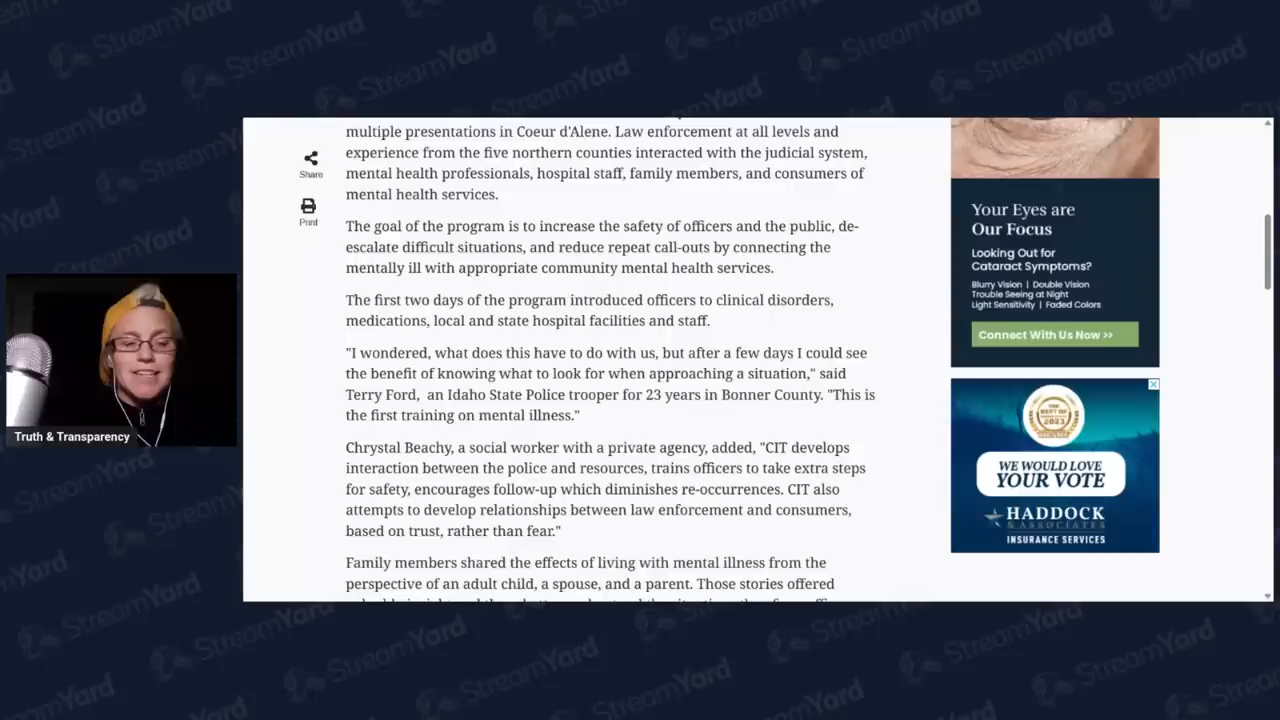 multiple presentations in Coeur d'Alene. Law enforcement at all levels and
experience from the five northern counties interacted with the judicial system,
mental health professionals, hospital staff, family members, and consumers of
mental health services.
Share
Print
The goal of the program is to increase the safety of officers and the public, de-
escalate difficult situations, and reduce repeat call-outs by connecting the
mentally ill with appropriate community mental health services.
The first two days of the program introduced officers to clinical disorders,
medications, local and state hospital facilities and staff.
"I wondered, what does this have to do with us, but after a few days I could see
the benefit of knowing what to look for when approaching a situation," said
Terry Ford, an Idaho State Police trooper for 23 years in Bonner County. "This is
the first training on mental illness."
Chrystal Beachy, a social worker with a private agency, added, "CIT develops
interaction between the police and resources, trains officers to take extra steps
for safety, encourages follow-up which diminishes re-occurrences. CIT also
attempts to develop relationships between law enforcement and consumers,
based on trust, rather than fear."
Family members shared the effects of living with mental illness from the
perspective of an adult child, a spouse, and a parent. Those stories offered
Your Eyes are
Our Focus
Looking Out for
Cataract Symptoms?
Blurry Vision | Double Vision
Trouble Seeing at Night
Light Sensitivity | Faded Colors
Connect With Us Now >>
THE
BEST OF
2023
WE WOULD LOVE
YOUR VOTE
HADDOCK
& ASSOCIATES
INSURANCE SERVICES
Truth & Transparency
StreamYard